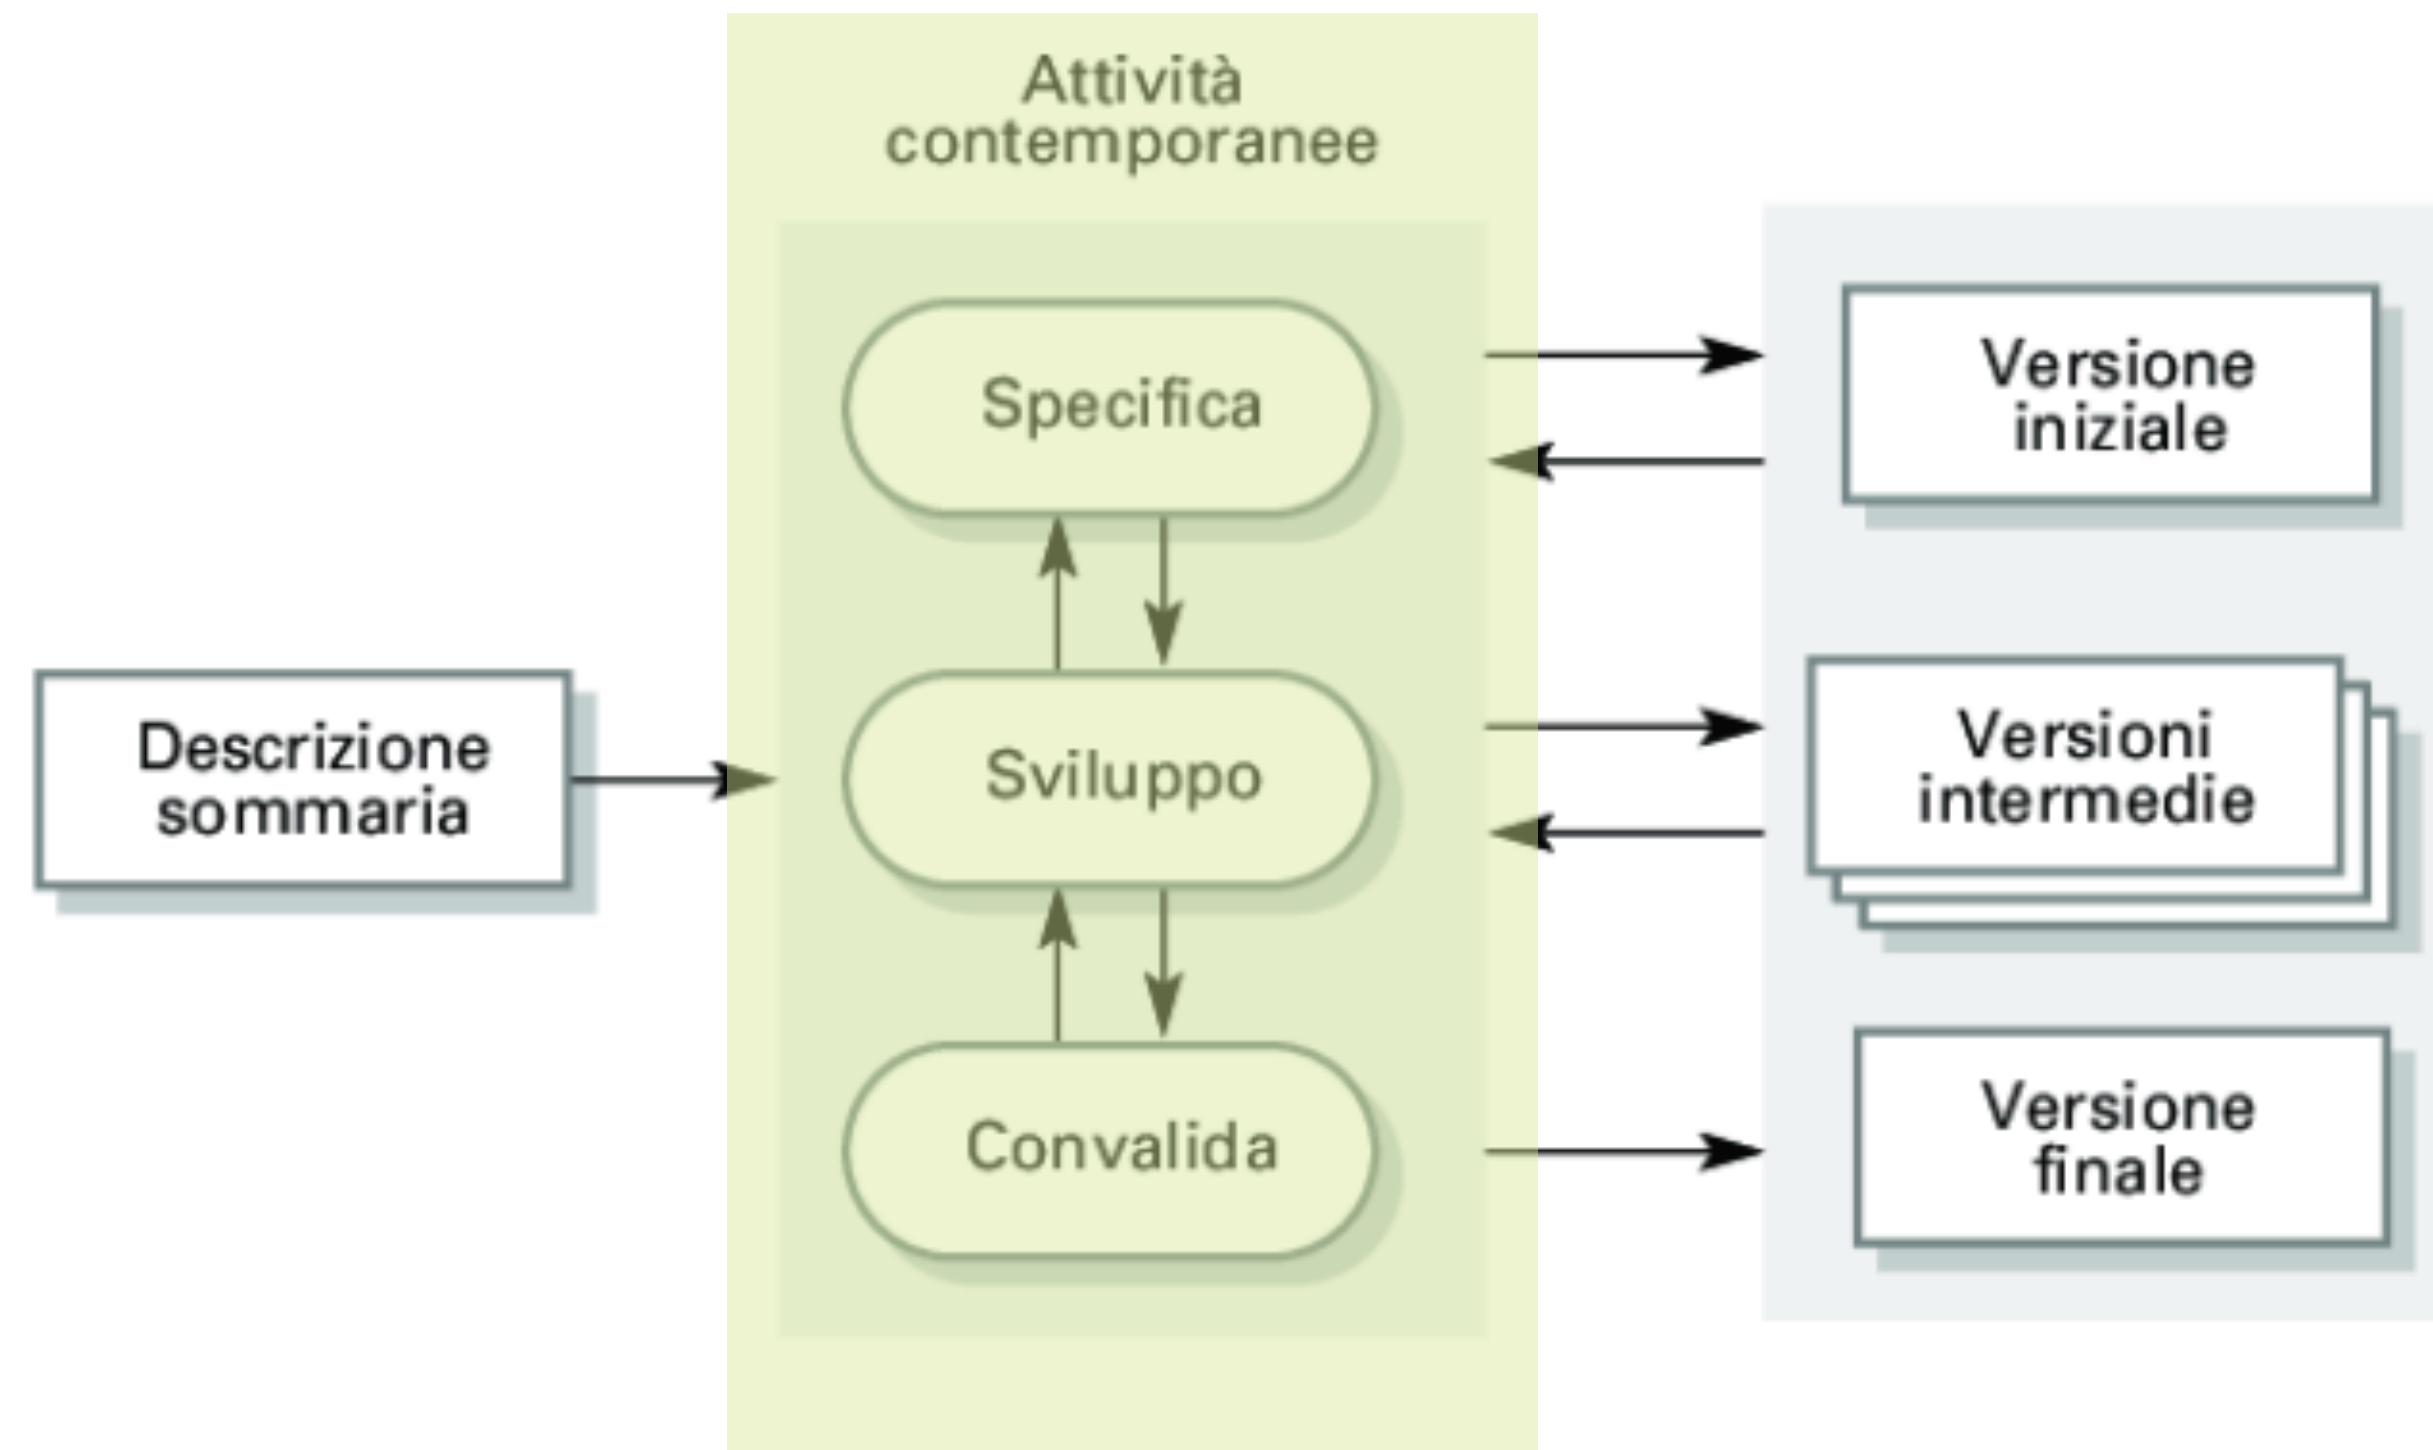 Attività
contemporanee
Specifica
Versione
iniziale
Descrizione
sommaria
Sviluppo
Versioni
intermedie
Convalida
Versione
finale